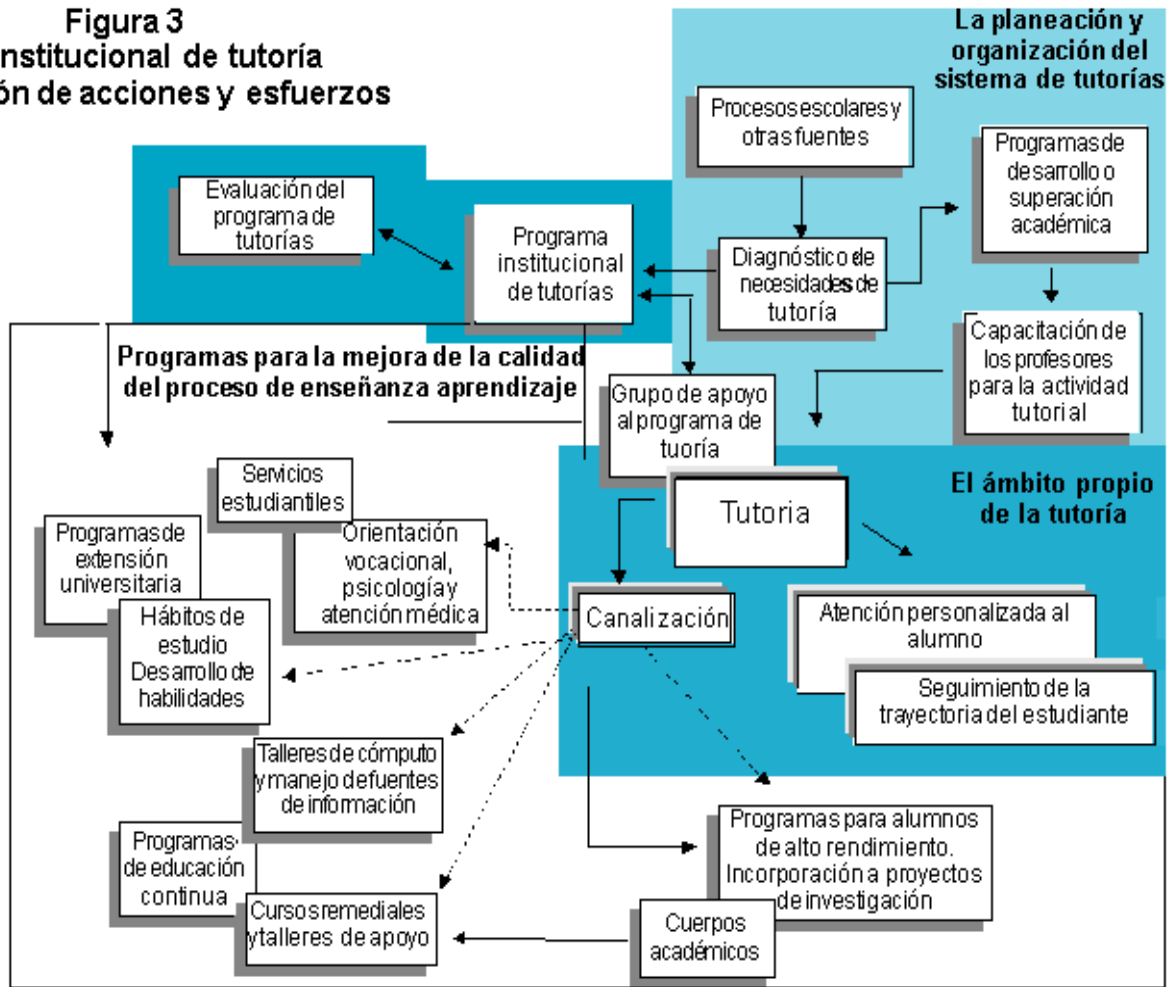 Figura 3
nstitucional de tutoría
ón de acciones y esfuerzos
La planeación y
organización del
sistema de tutorías
Procesos escolares y
otras fuentes
Programas de
desarrollo o
superación
académica
Evaluación del
programa de
tutorías
Programa
institucional
de tutorías
Diagnóstico de
necesidades de
tutoría
Capacitación de
los profesores
para la actividad
tutorial
Programas para la mejora de la calidad
del proceso de enseñanza aprendizaje
Grupo de apoyo
al programa de
tuoría
El ámbito propio
de la tutoría
Tutoria
Servicios
estudiantiles
Orientación
vocacional,
psicología y
atención médica
Programas de
extensión
universitaria
Hábitos de
estudio
Desarrollo de
habilidades
Canalización
Atención personalizada al
alumno
Seguimiento de la
trayectoria del estudiante
Talleres de cómputo
y manejo de fuentes
de información
Programas
de educación
continua
Cursos remediales
y talleres de apoyo
Programas para alumnos
de alto rendimiento.
Incorporación a proyectos
de investigación
Cuerpos
académicos